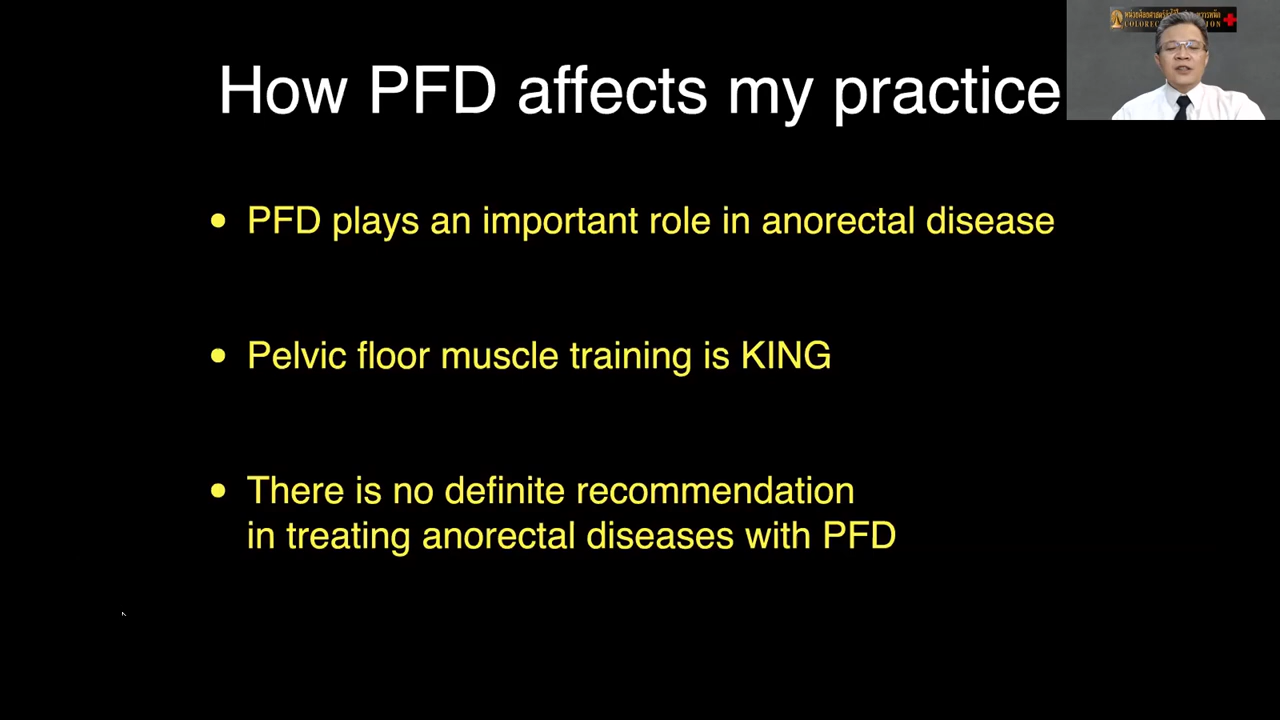 How PFD affects my practice
• PFD plays an important role in anorectal disease
• Pelvic floor muscle training is KING
• There is no definite recommendation
in treating anorectal diseases with PFD